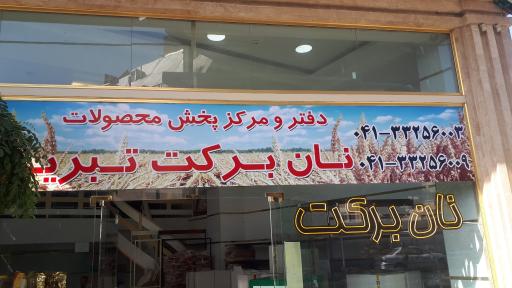 دفتر و مرکز پخش محصولات
نان برکت تبریز
۰۴۱-۳۳۲۵۶۰۰۳
۰۴۱-۳۳۲۵۶۰۰۹
نان برکت